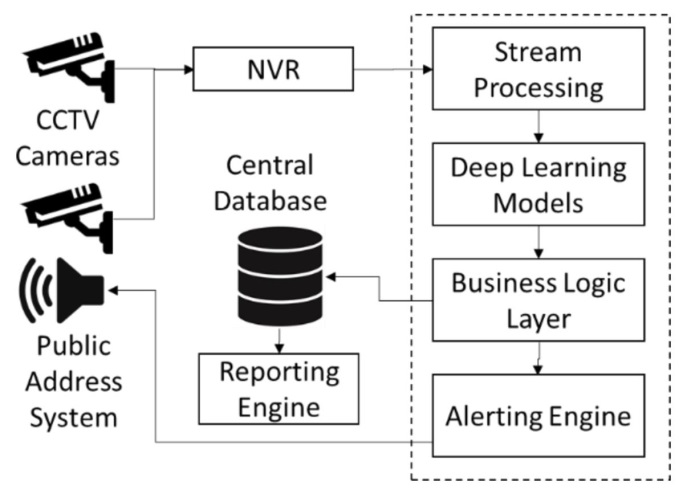 CCTV
Cameras
NVR
Stream
Processing
Deep Learning
Models
Central
Database
Business Logic
Layer
Public
Address
System
Reporting
Engine
Alerting Engine